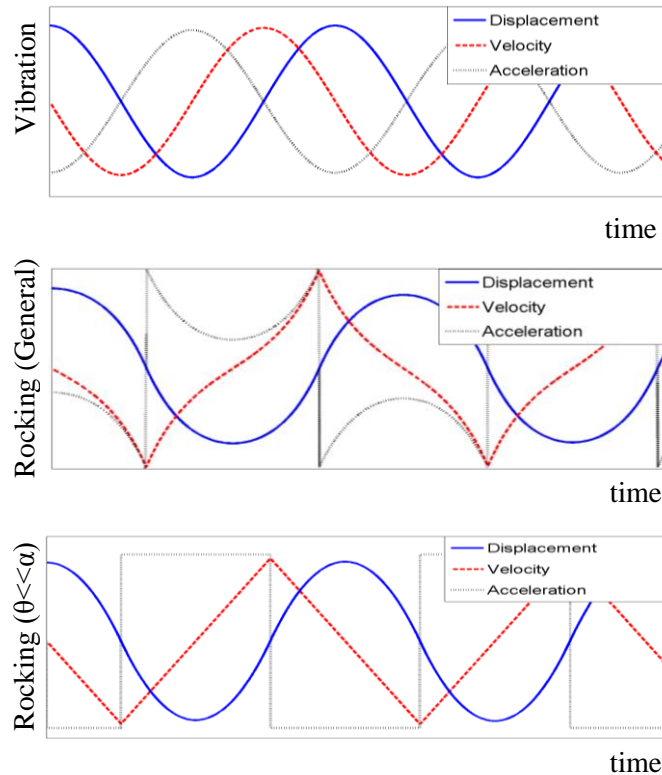 Vibration
Displacement
Velocity
Acceleration
time
Rocking (General)
Displacement
Velocity
Acceleration
time
Rocking (θ<<α)
Displacement
Velocity
Acceleration
time